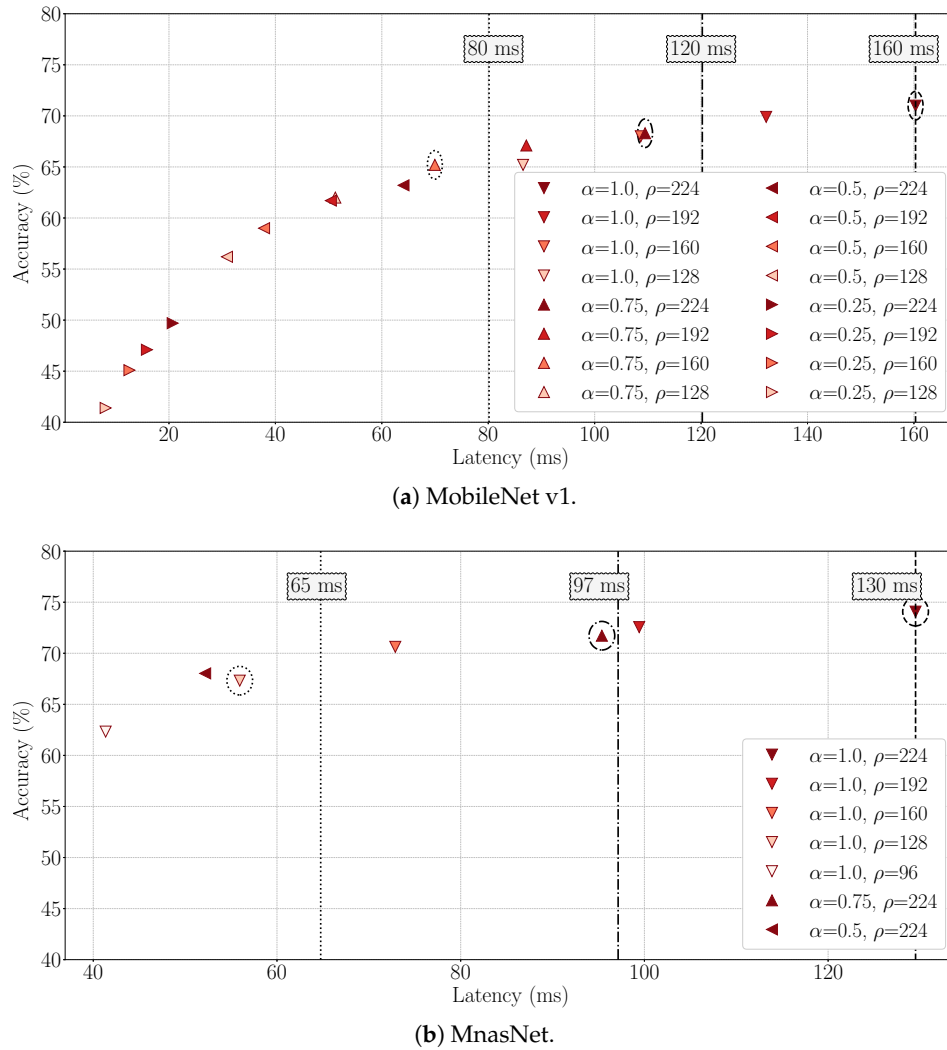 80
75
70
65
60
55
50
45
40
Accuracy (%)
80 ms
120 ms
160 ms
α=1.0, ρ=224
α=1.0, ρ=192
α=1.0, ρ=160
α=1.0, ρ=128
α=0.75, ρ=224
α=0.75, ρ=192
α=0.75, ρ=160
α=0.75, ρ=128
α=0.5, ρ=224
α=0.5, ρ=192
α=0.5, ρ=160
α=0.5, ρ=128
α=0.25, ρ=224
α=0.25, ρ=192
α=0.25, ρ=160
α=0.25, ρ=128
20 40 60 80 100 120 140 160
Latency (ms)
(a) MobileNet v1.
80
75
70
65
60
55
50
45
40
Accuracy (%)
65 ms
97 ms
130 ms
α=1.0, ρ=224
α=1.0, ρ=192
α=1.0, ρ=160
α=1.0, ρ=128
α=1.0, ρ=96
α=0.75, ρ=224
α=0.5, ρ=224
40 60 80 100 120
Latency (ms)
(b) MnasNet.